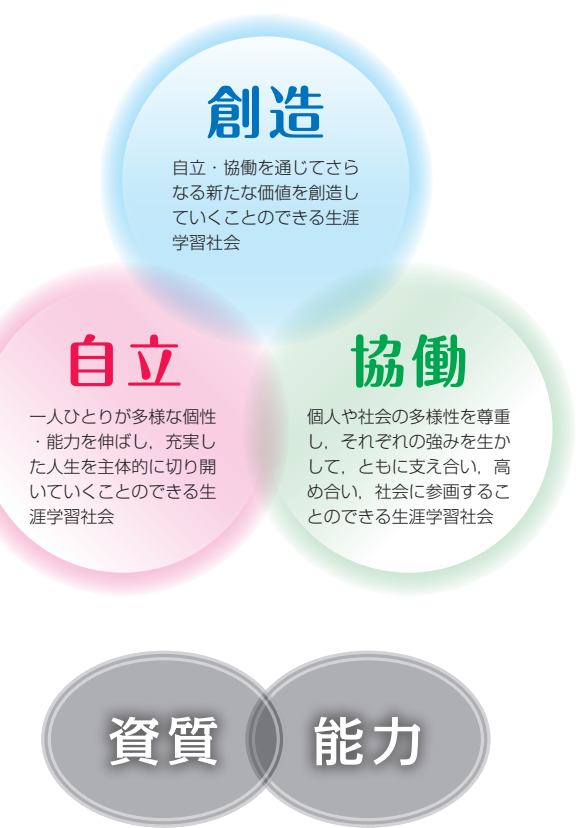 創造
自立・協働を通じてさら
なる新たな価値を創造し
ていくことのできる生涯
学習社会
自立
一人ひとりが多様な個性
・能力を伸ばし，充実し
た人生を主体的に切り開
いていくことのできる生
涯学習社会
協働
個人や社会の多様性を尊重
し，それぞれの強みを生か
して，ともに支え合い，高
め合い，社会に参画するこ
とのできる生涯学習社会
資質
能力